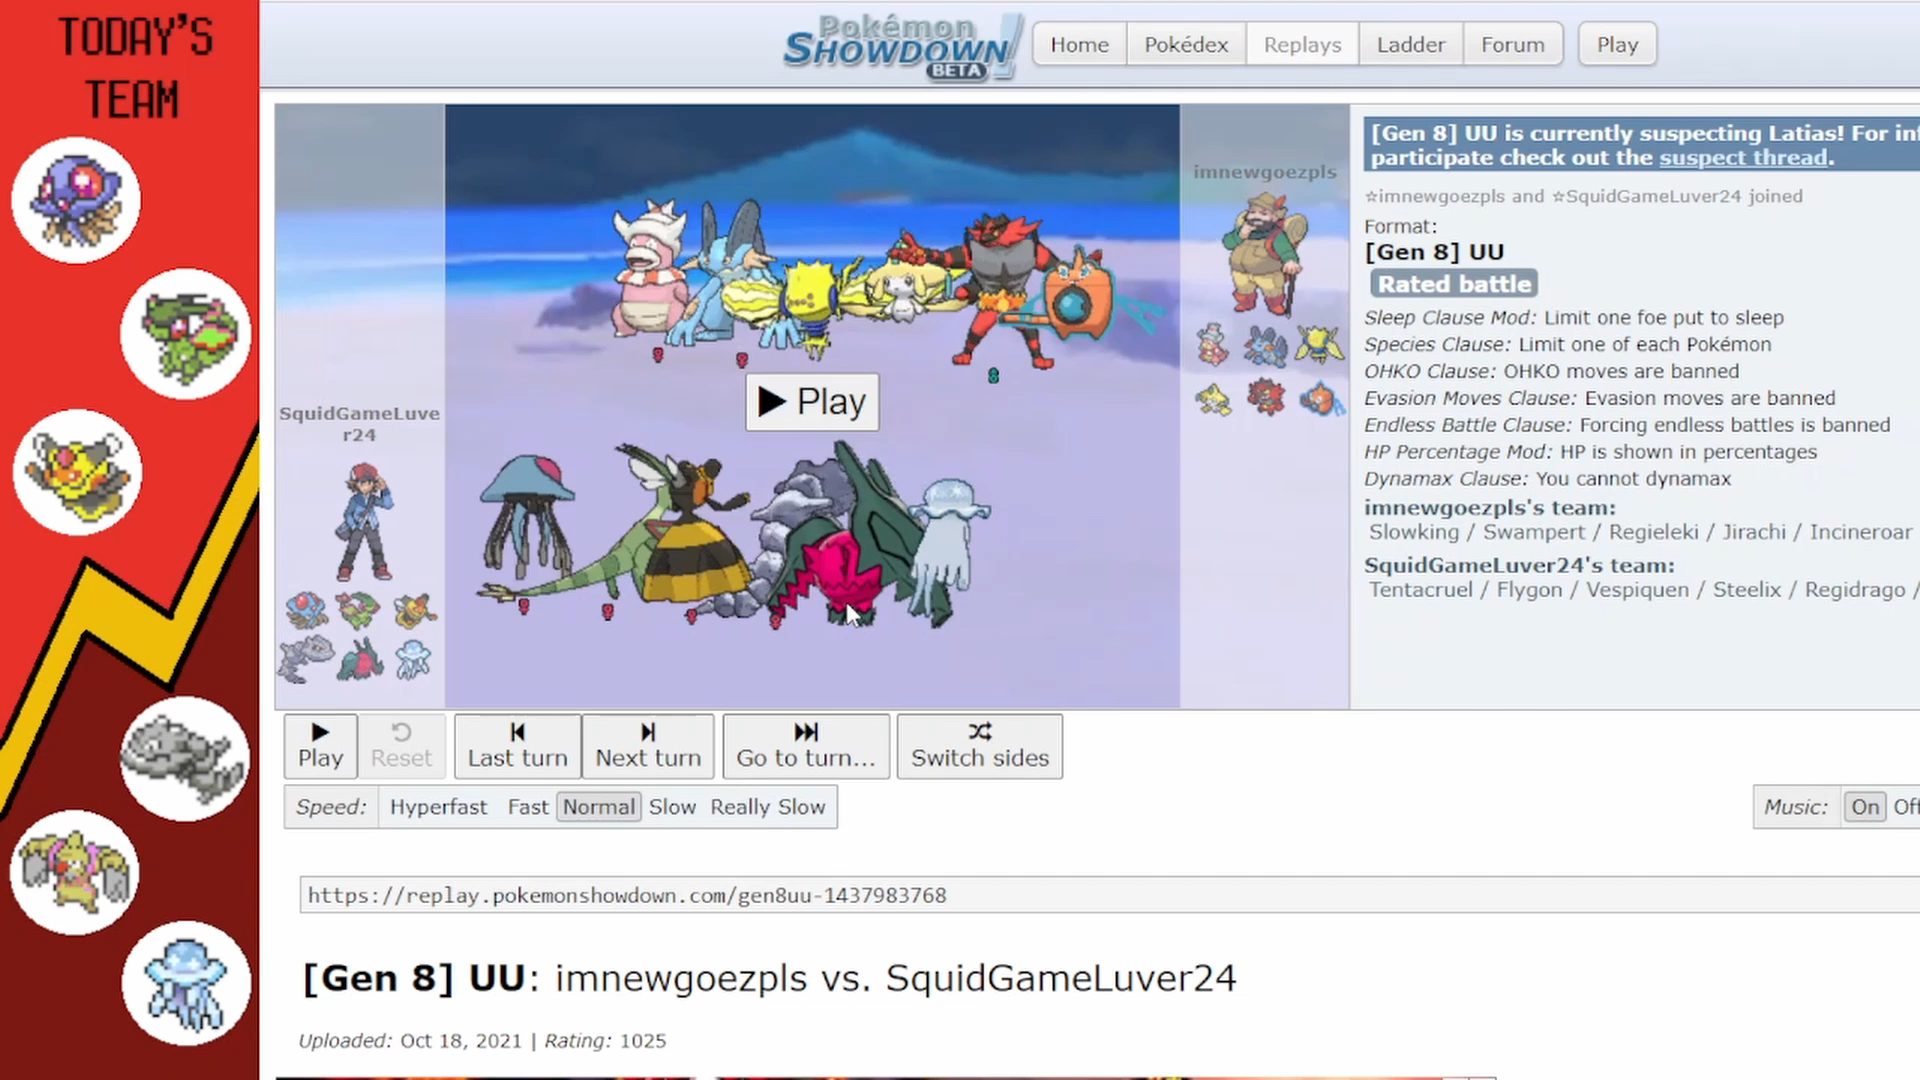 TODAY'S
TEAM
Pokémon
SHOWDOWN!
BETA
Home
Pokédex
Replays
Ladder
Forum
Play
imnewgoezpls
SquidGameLuve
r24
Play
[Gen 8] UU is currently suspecting Latias! For inf
participate check out the suspect thread.
☆imnewgoezpls and ☆SquidGameLuver24 joined
Format:
[Gen 8] UU
Rated battle
Sleep Clause Mod: Limit one foe put to sleep
Species Clause: Limit one of each Pokémon
OHKO Clause: OHKO moves are banned
Evasion Moves Clause: Evasion moves are banned
Endless Battle Clause: Forcing endless battles is banned
HP Percentage Mod: HP is shown in percentages
Dynamax Clause: You cannot dynamax
imnewgoezpls's team:
Slowking / Swampert / Regieleki / Jirachi / Incineroar
SquidGameLuver24's team:
Tentacruel / Flygon / Vespiquen / Steelix / Regidrago /
Play
Reset
Last turn
Next turn
Go to turn...
Switch sides
Speed:
Hyperfast
Fast
Normal
Slow
Really Slow
Music:
On
Off
https://replay.pokemonshowdown.com/gen8uu-1437983768
[Gen 8] UU: imnewgoezpls vs. SquidGameLuver24
Uploaded: Oct 18, 2021 | Rating: 1025